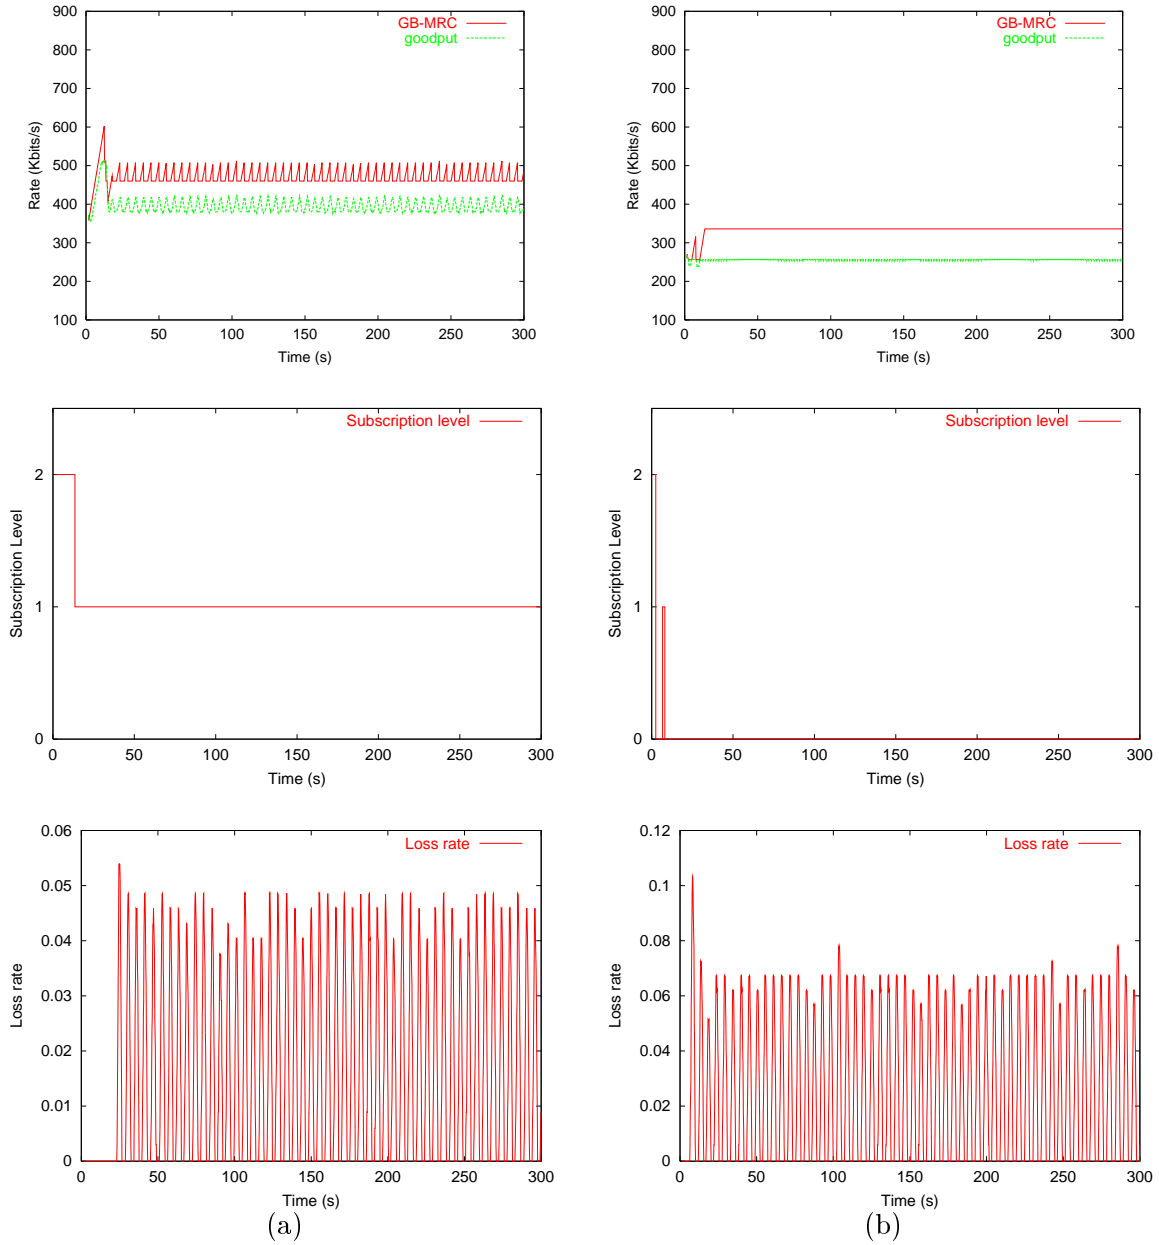 900
800
700
600
500
400
300
200
100
0 50 100 150 200 250 300
Rate (Kbits/s)
Time (s)
GB-MRC
goodput
900
800
700
600
500
400
300
200
100
0 50 100 150 200 250 300
Rate (Kbits/s)
Time (s)
GB-MRC
goodput
2
1
0
0 50 100 150 200 250 300
Subscription Level
Time (s)
Subscription level
2
1
0
0 50 100 150 200 250 300
Subscription Level
Time (s)
Subscription level
0.06
0.05
0.04
0.03
0.02
0.01
0
0 50 100 150 200 250 300
Loss rate
Time (s)
Loss rate
(a)
0.12
0.1
0.08
0.06
0.04
0.02
0
0 50 100 150 200 250 300
Loss rate
Time (s)
Loss rate
(b)